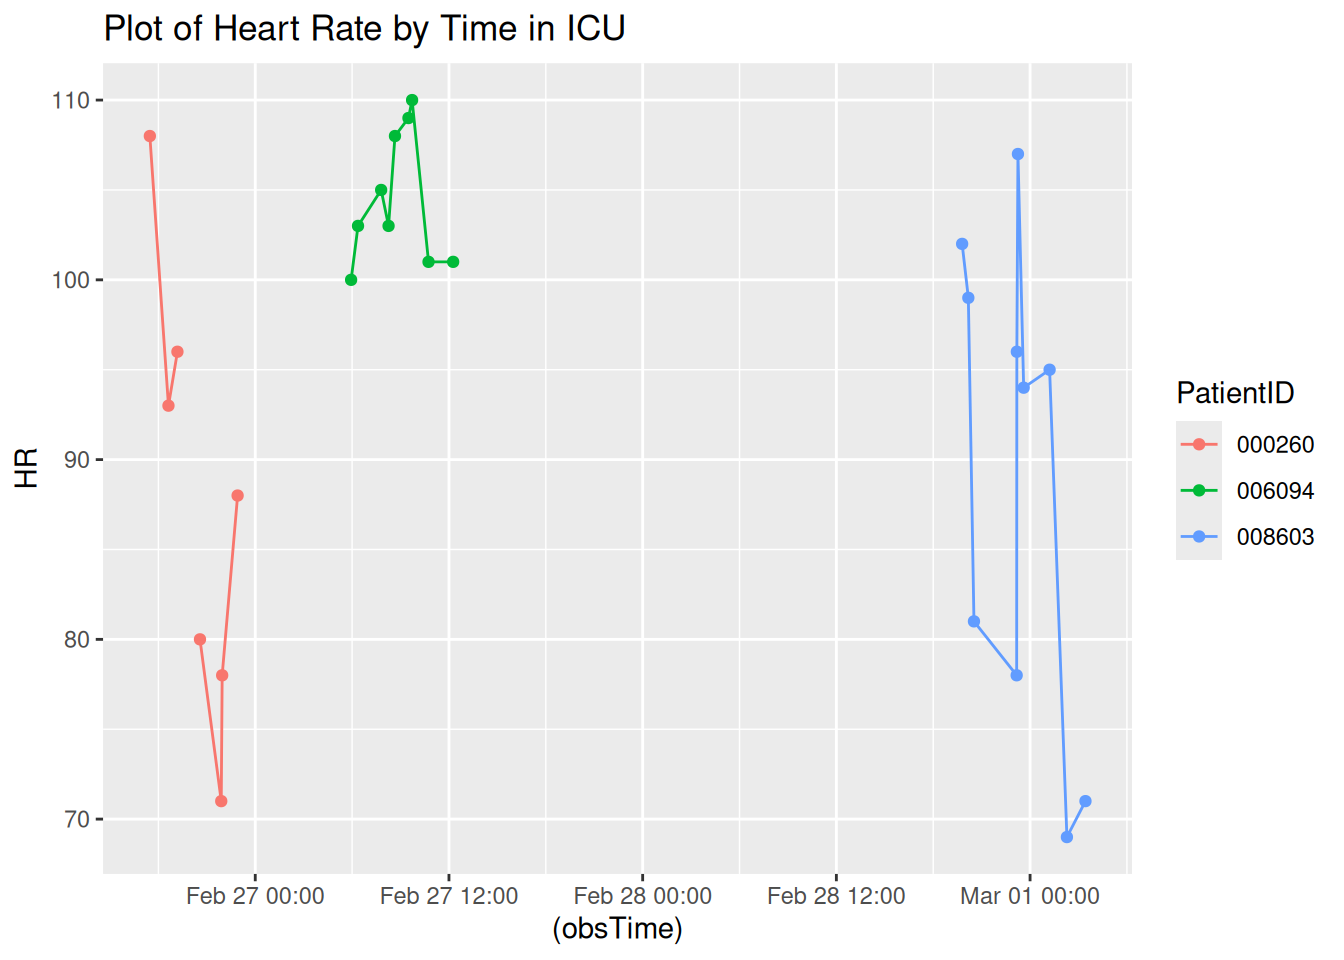 Plot of Heart Rate by Time in ICU
110
100
90
80
70
HR
Feb 27 00:00
Feb 27 12:00
Feb 28 00:00
Feb 28 12:00
Mar 01 00:00
(obsTime)
PatientID
000260
006094
008603